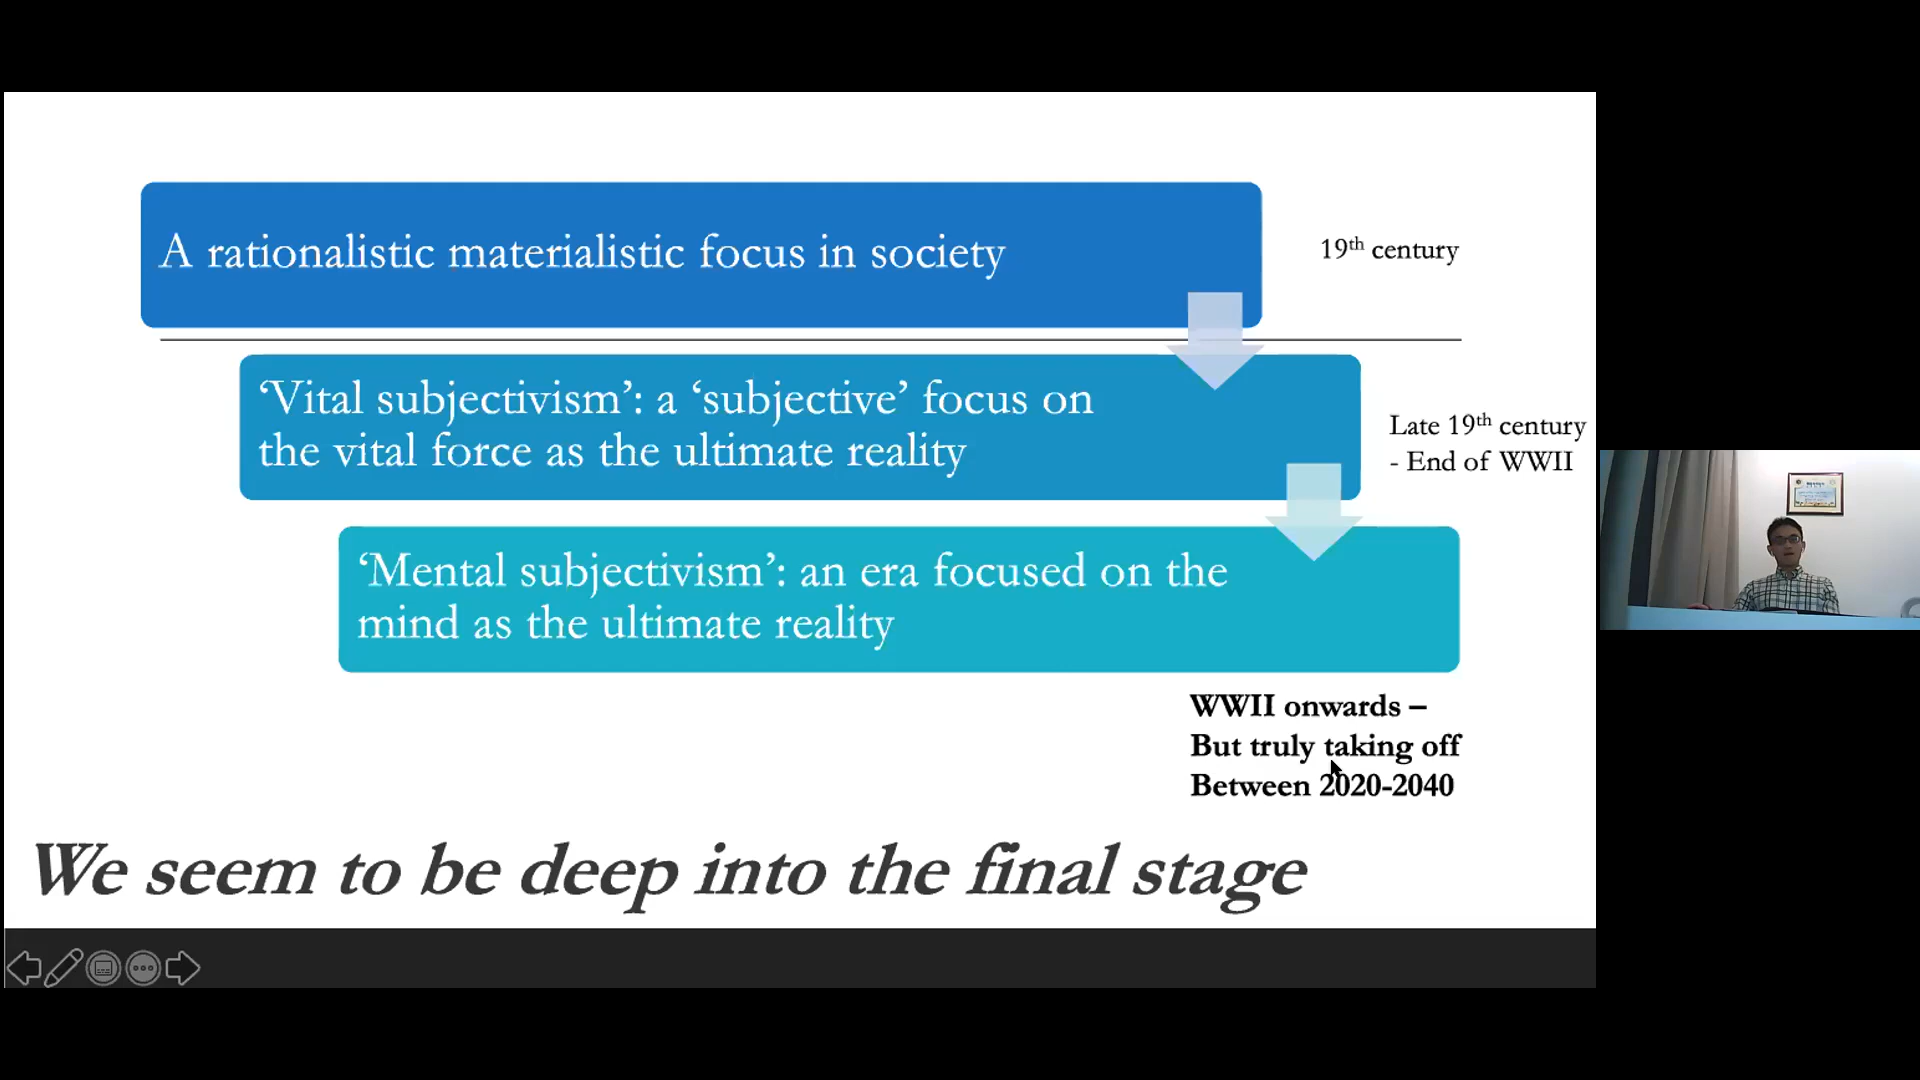 A rationalistic materialistic focus in society
19th century
‘Vital subjectivism’: a ‘subjective’ focus on
the vital force as the ultimate reality
Late 19th century
- End of WWII
‘Mental subjectivism’: an era focused on the
mind as the ultimate reality
WWII onwards –
But truly taking off
Between 2020-2040
We seem to be deep into the final stage